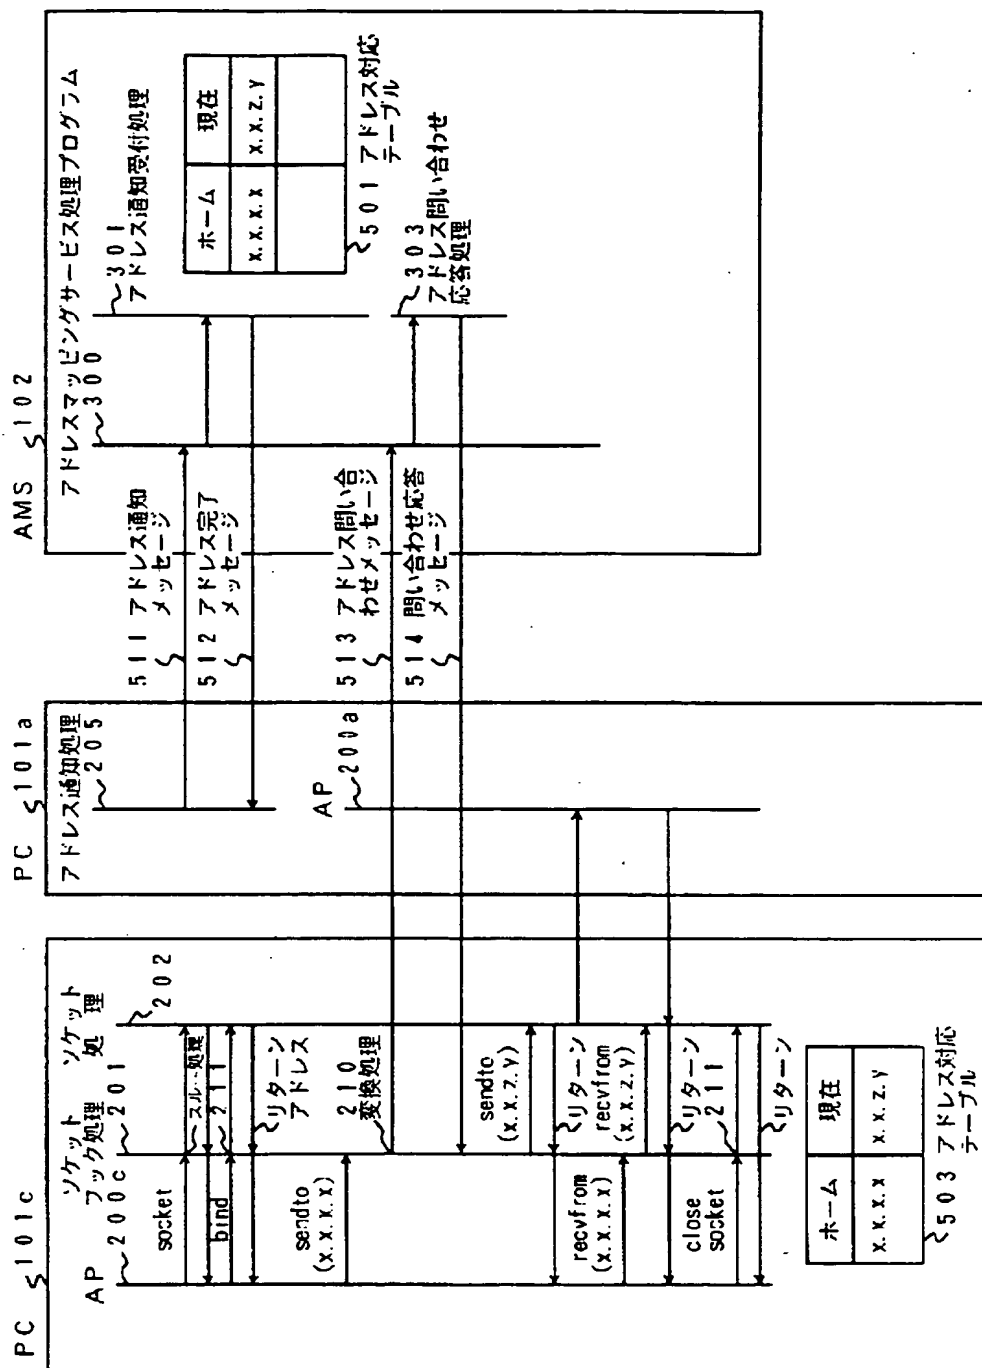 PC 101c
AP 200c
ソケット
フック処理 201
ソケット
処理
202
socket
スルー処理
bind
211
リターン
アドレス
sendto
(x.x.x.x)
210
変換処理
sendto
(x.x.z.y)
リターン
recvfrom
(x.x.x.x)
recvfrom
(x.x.z.y)
リターン
close
socket
211
リターン
ホーム 現在
x.x.x.x x.x.z.y
503 アドレス対応
テーブル
PC 101a
アドレス通知処理
205
AP
200a
511 アドレス通知
メッセージ
512 アドレス完了
メッセージ
513 アドレス問い合
わせメッセージ
514 問い合わせ応答
メッセージ
AMS 102
アドレスマッピングサービス処理プログラム
300
301
アドレス通知受付処理
ホーム 現在
x.x.x.x x.x.z.y
501 アドレス対応
テーブル
303
アドレス問い合わせ
応答処理